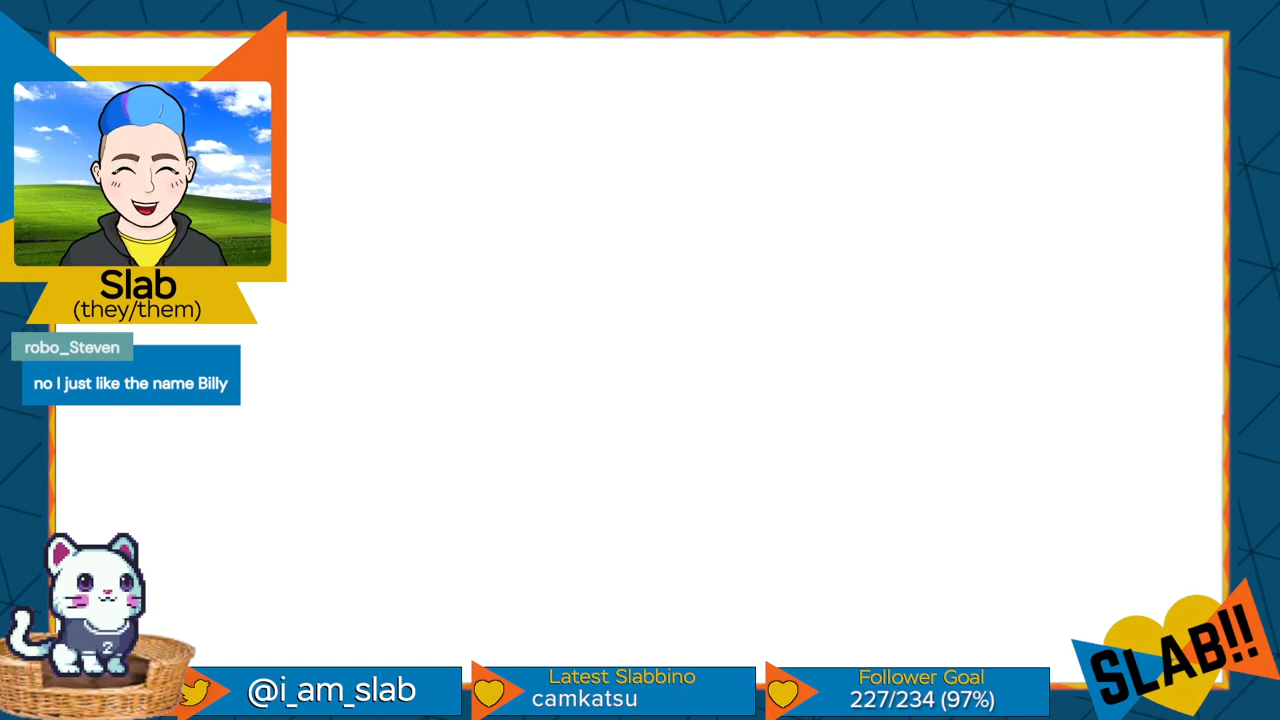 Slab
(they/them)
robo_Steven
no I just like the name Billy
2
@i_am_slab
Latest Slabbino
camkatsu
Follower Goal
227/234 (97%)
SLAB!!